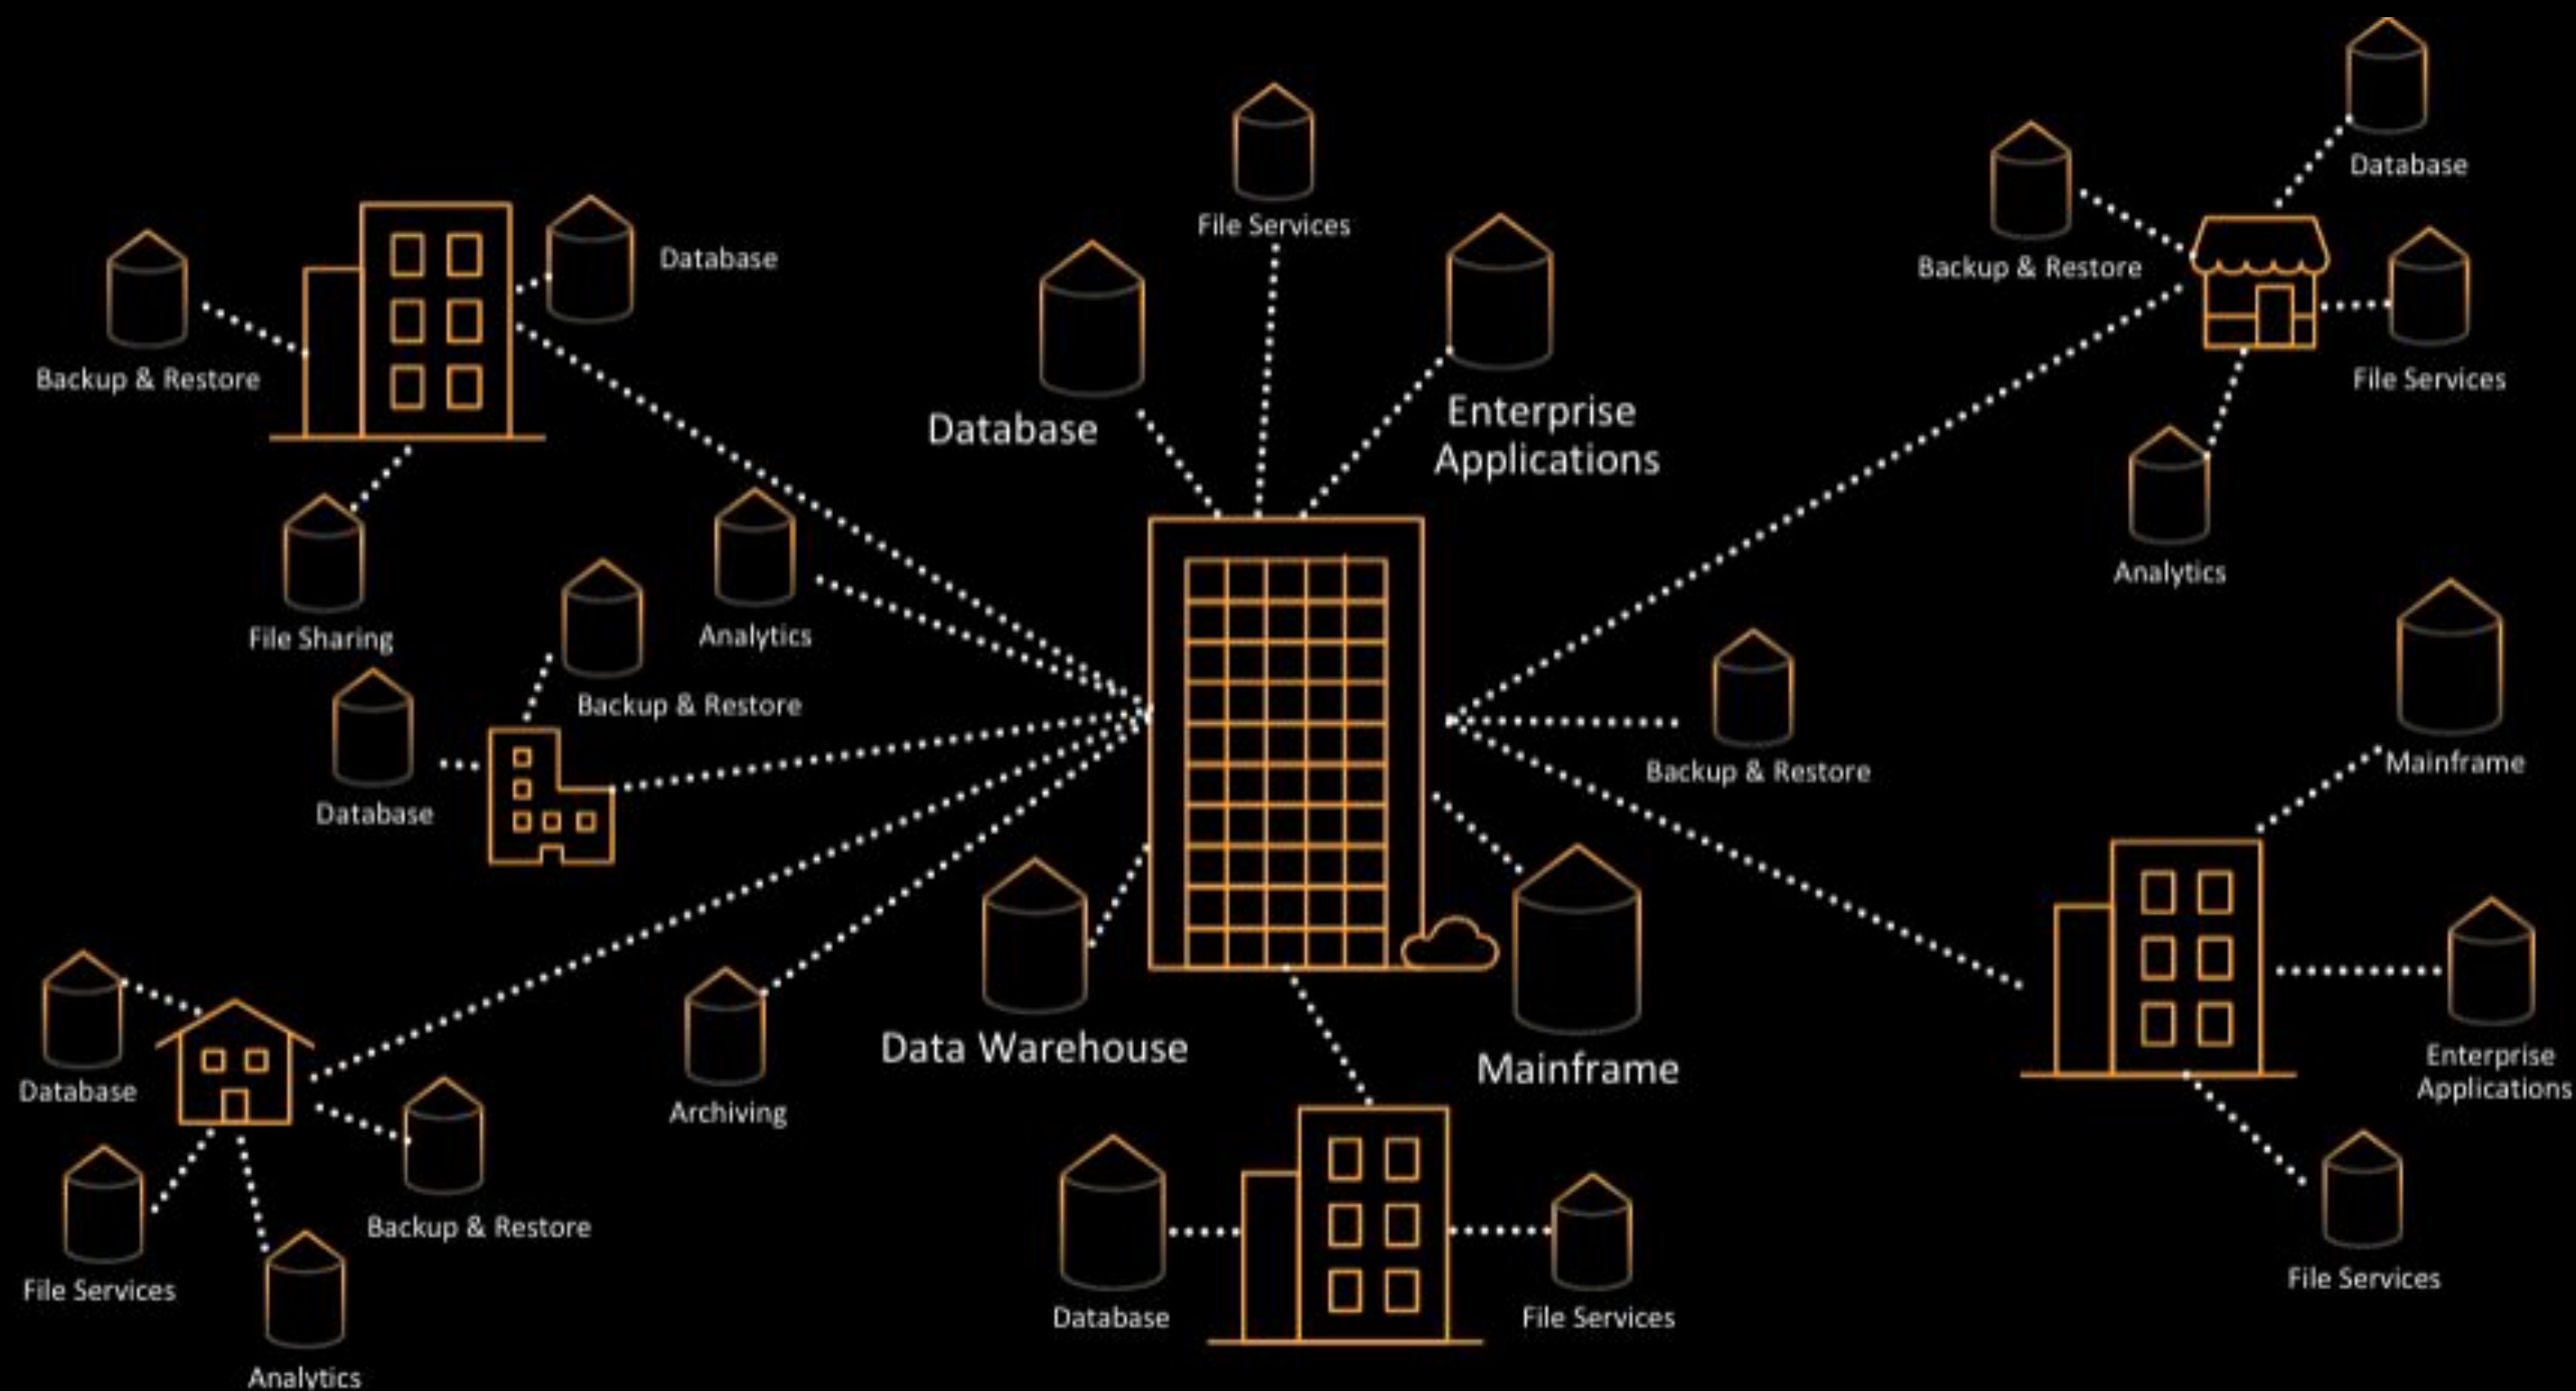 Database
Backup & Restore
File Services
Analytics
File Services
Database
Enterprise
Applications
Database
Backup & Restore
File Sharing
Analytics
Backup & Restore
Database
Backup & Restore
Mainframe
Data Warehouse
Mainframe
Archiving
Enterprise
Applications
File Services
Database
File Services
Backup & Restore
Analytics
Database
File Services